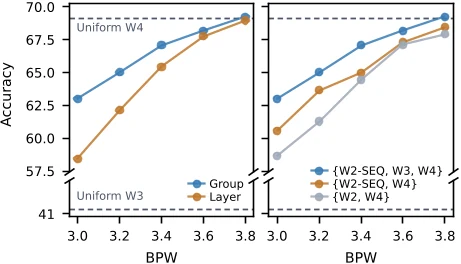 70.0
67.5
65.0
62.5
60.0
57.5
41
Accuracy
Uniform W4
Uniform W3
Group
Layer
3.0 3.2 3.4 3.6 3.8
BPW
{W2-SEQ, W3, W4}
{W2-SEQ, W4}
{W2, W4}
3.0 3.2 3.4 3.6 3.8
BPW